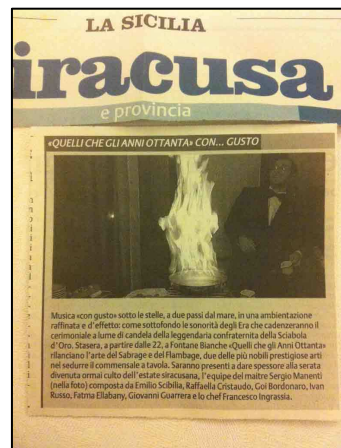 LA SICILIA
iracusa
e provincia
«QUELLI CHE GLI ANNI OTTANTA» CON... GUSTO
Musica «con gusto» sotto le stelle, a due passi dal mare, in una ambientazione
raffinata e d'effetto: come sottofondo le sonorità degli Era che cadenzeranno il
cerimoniale a lume di candela della leggendaria confraternita della Sciabola
d'Oro. Stasera, a partire dalle 22, a Fontane Bianche «Quelli che gli Anni Ottanta»
rilanciano l'arte del Sabrage e del Flambage, due delle più nobili prestigiose arti
nel sedurre il commensale a tavola. Saranno presenti a dare spessore alla serata
divenuta ormai culto dell'estate siracusana, l'equipe del maitre Sergio Manenti
(nella foto) composta da Emilio Scibilia, Raffaella Cristaudo, Goi Bordonaro, Ivan
Russo, Fatma Ellabany, Giovanni Guarrera e lo chef Francesco Ingrassia.